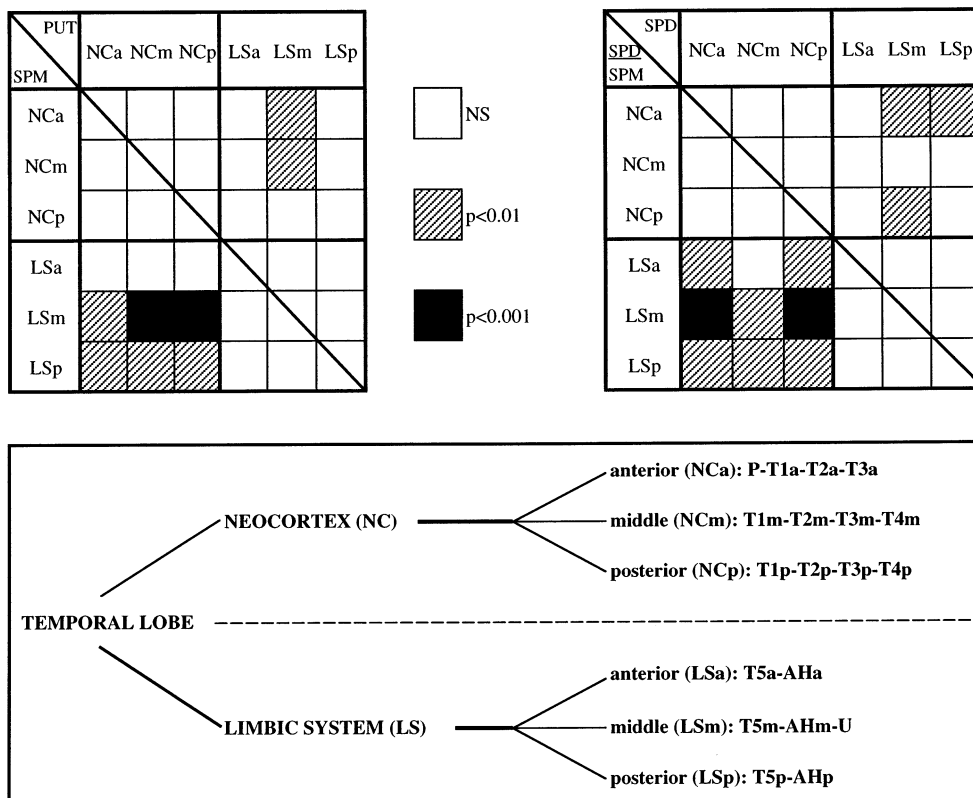 PUT
SPM
NCa NCm NCp LSa LSm LSp
NCa
NCm
NCp
LSa
LSm
LSp
NS
p<0.01
p<0.001
SPD
SPD
SPM
NCa NCm NCp LSa LSm LSp
NCa
NCm
NCp
LSa
LSm
LSp
TEMPORAL LOBE
NEOCORTEX (NC)
anterior (NCa): P-T1a-T2a-T3a
middle (NCm): T1m-T2m-T3m-T4m
posterior (NCp): T1p-T2p-T3p-T4p
LIMBIC SYSTEM (LS)
anterior (LSa): T5a-AHa
middle (LSm): T5m-AHm-U
posterior (LSp): T5p-AHp